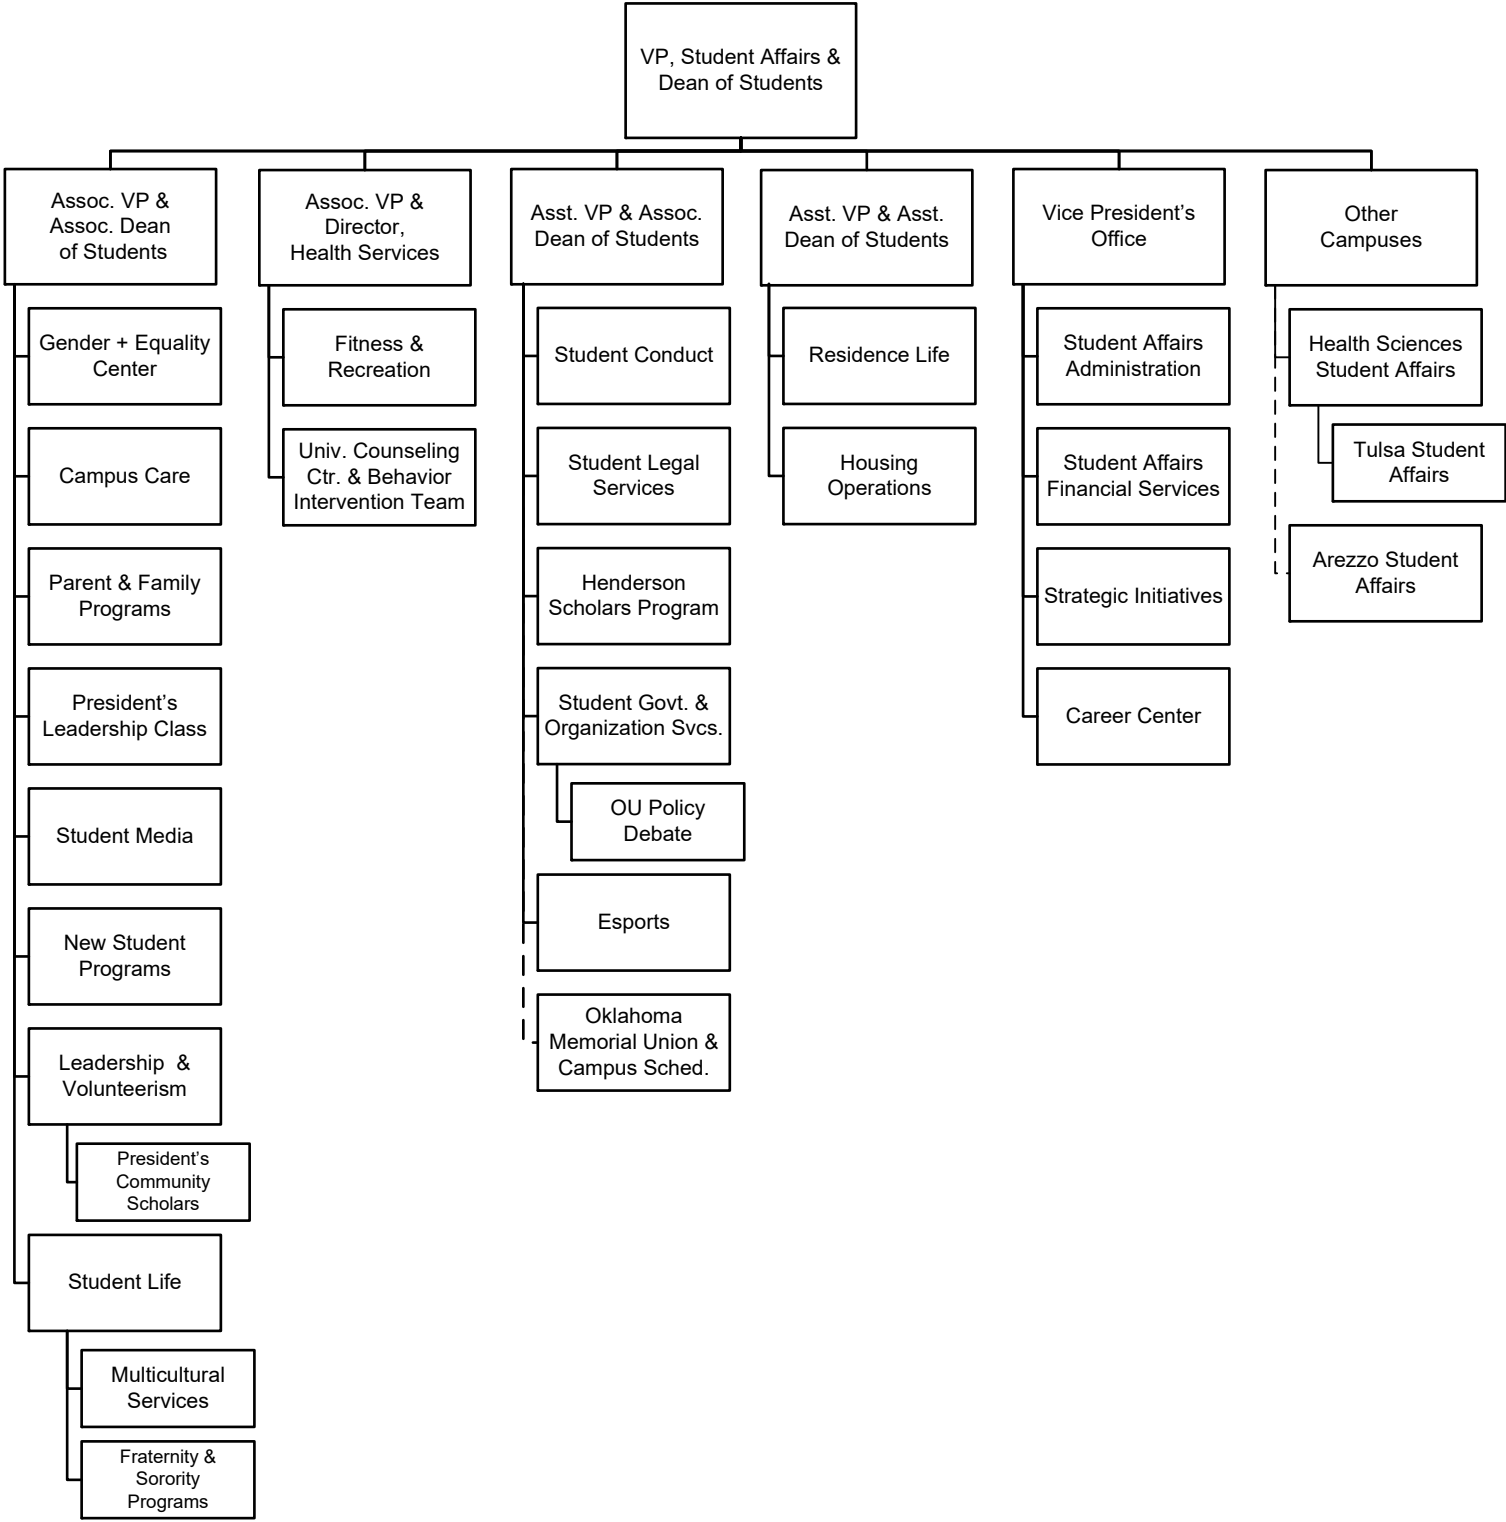 VP, Student Affairs &
Dean of Students
Assoc. VP &
Assoc. Dean
of Students
Gender + Equality
Center
Campus Care
Parent & Family
Programs
President’s
Leadership Class
Student Media
New Student
Programs
Leadership  &
Volunteerism
President’s
Community
Scholars
Student Life
Multicultural
Services
Fraternity &
Sorority
Programs
Assoc. VP &
Director,
Health Services
Fitness &
Recreation
Univ. Counseling
Ctr. & Behavior
Intervention Team
Asst. VP & Assoc.
Dean of Students
Student Conduct
Student Legal
Services
Henderson
Scholars Program
Student Govt. &
Organization Svcs.
OU Policy
Debate
Esports
Oklahoma
Memorial Union &
Campus Sched.
Asst. VP & Asst.
Dean of Students
Residence Life
Housing
Operations
Vice President’s
Office
Student Affairs
Administration
Student Affairs
Financial Services
Strategic Initiatives
Career Center
Other
Campuses
Health Sciences
Student Affairs
Tulsa Student
Affairs
Arezzo Student
Affairs